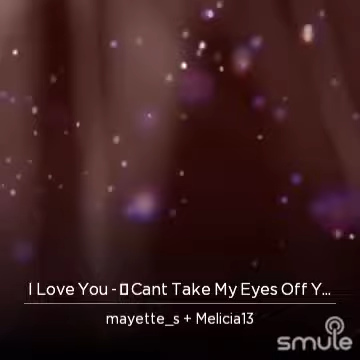 I Love You - ▯Cant Take My Eyes Off Y...
mayette_s + Melicia13
smule